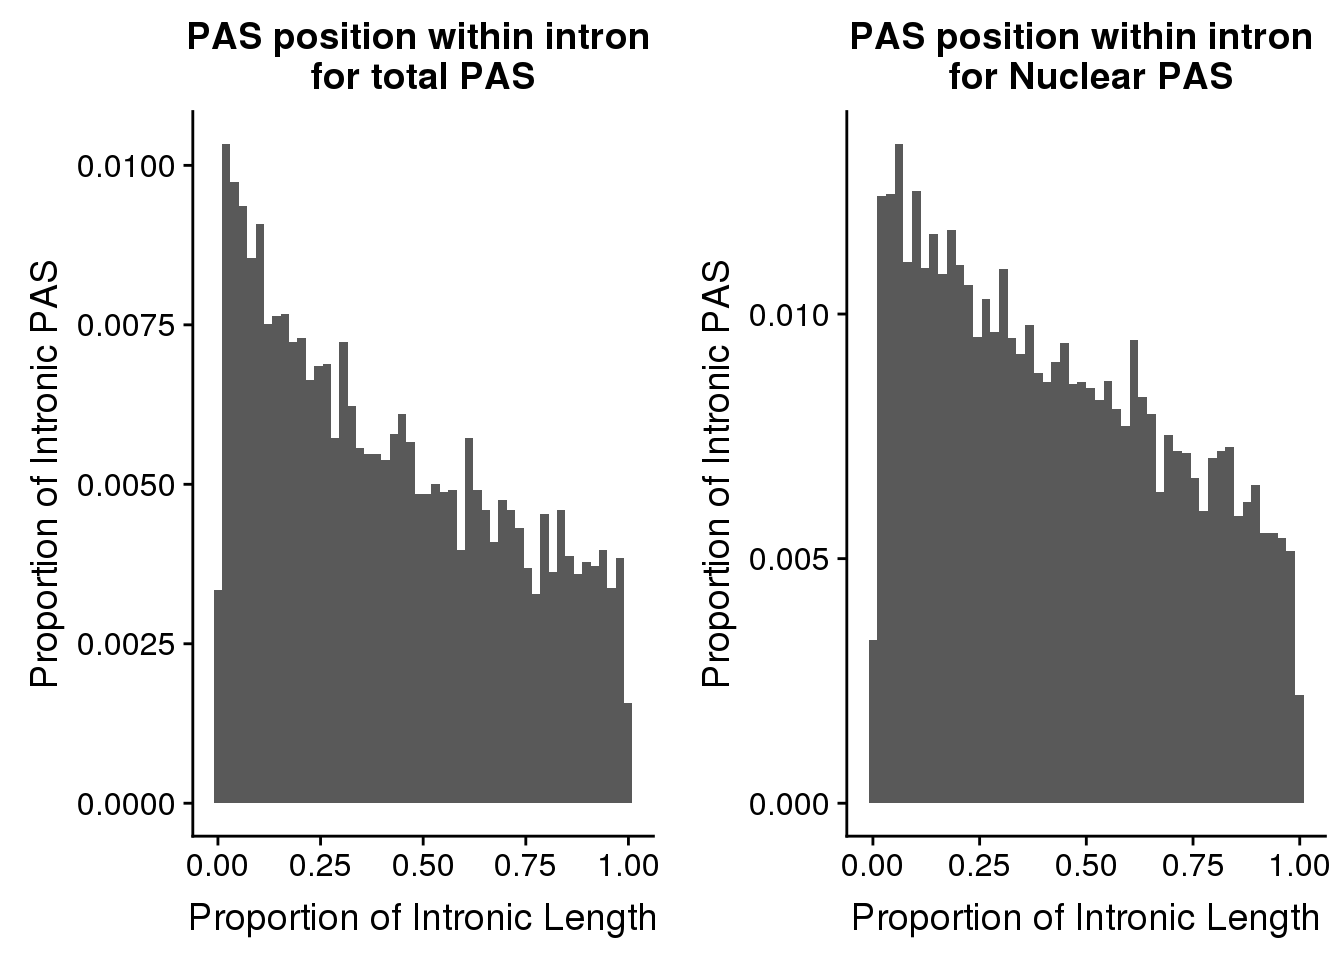 PAS position within intron
for total PAS
Proportion of Intronic PAS
0.0100
0.0075
0.0050
0.0025
0.0000
0.00 0.25 0.50 0.75 1.00
Proportion of Intronic Length
PAS position within intron
for Nuclear PAS
Proportion of Intronic PAS
0.010
0.005
0.000
0.00 0.25 0.50 0.75 1.00
Proportion of Intronic Length